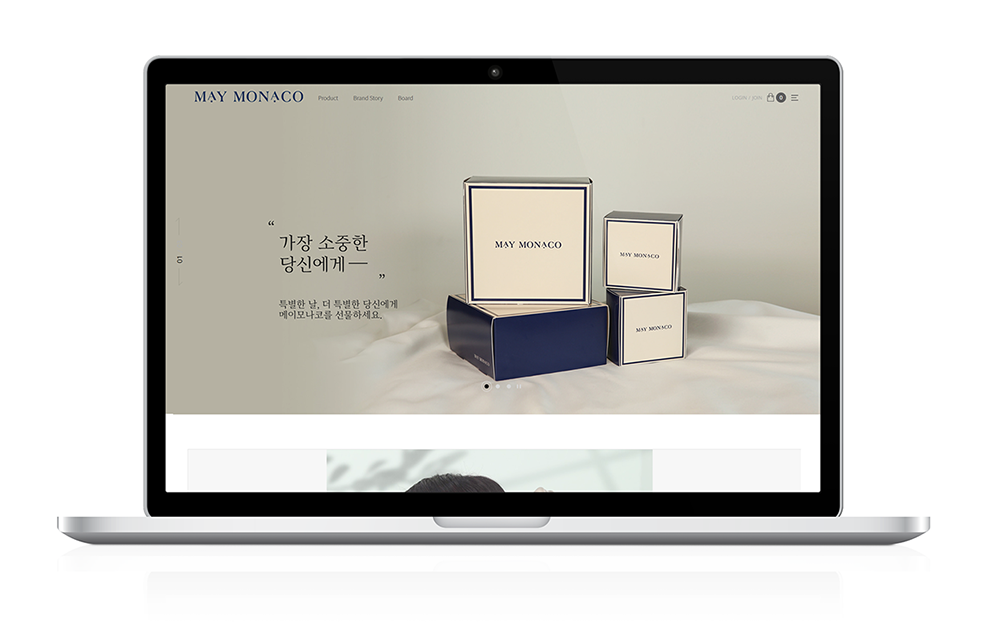 MAY MONACO
Product
Brand Story
Board
LOGIN / JOIN
0
01
“
가장 소중한
당신에게 —
”
특별한 날, 더 특별한 당신에게
메이모나코를 선물하세요.
MAY MONACO
MAY MONACO
MAY MONACO
MAY MONACO